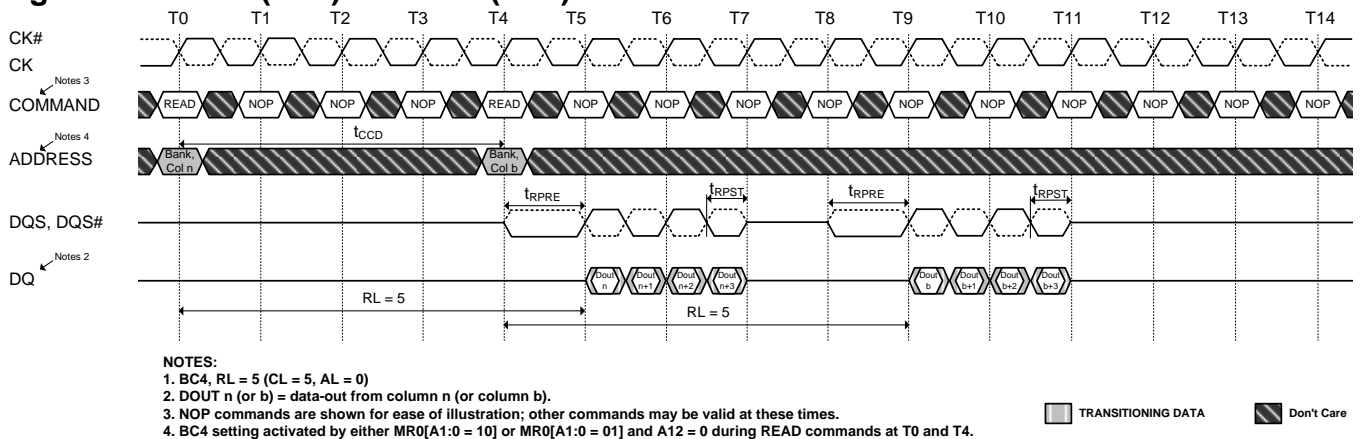 T0 T1 T2 T3 T4 T5 T6 T7 T8 T9 T10 T11 T12 T13 T14
CK#
CK
Notes 3
COMMAND READ NOP NOP NOP READ NOP NOP NOP NOP NOP NOP NOP NOP NOP NOP
tCCD
Notes 4
ADDRESS Bank, Col n Bank, Col b
tRPRE tRPST tRPRE tRPST
DQS, DQS#
Notes 2
DQ Dout n Dout n+1 Dout n+2 Dout n+3 Dout b Dout b+1 Dout b+2 Dout b+3
RL = 5
RL = 5
NOTES:
1. BC4, RL = 5 (CL = 5, AL = 0)
2. DOUT n (or b) = data-out from column n (or column b).
3. NOP commands are shown for ease of illustration; other commands may be valid at these times.
4. BC4 setting activated by either MR0[A1:0 = 10] or MR0[A1:0 = 01] and A12 = 0 during READ commands at T0 and T4.
TRANSITIONING DATA Don't Care